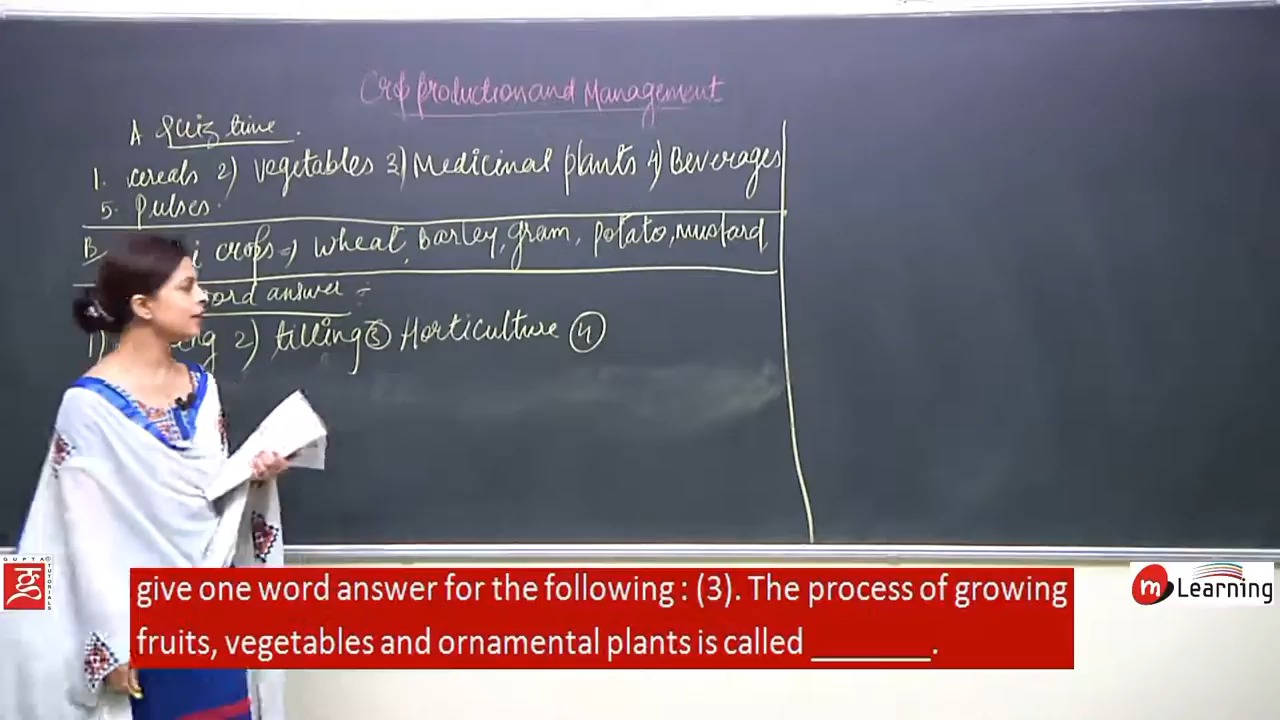 Crop production and Management
A Quiz time .
1. cereals 2) vegetables 3) Medicinal plants 4) Beverages
5. Pulses.
B crops => Wheat, Barley, gram, potato, mustard,
word answer :-
1) 2) tilling ③ Horticulture ④
GUPTA
TUTORIALS
m Learning
give one word answer for the following : (3). The process of growing
fruits, vegetables and ornamental plants is called ________.